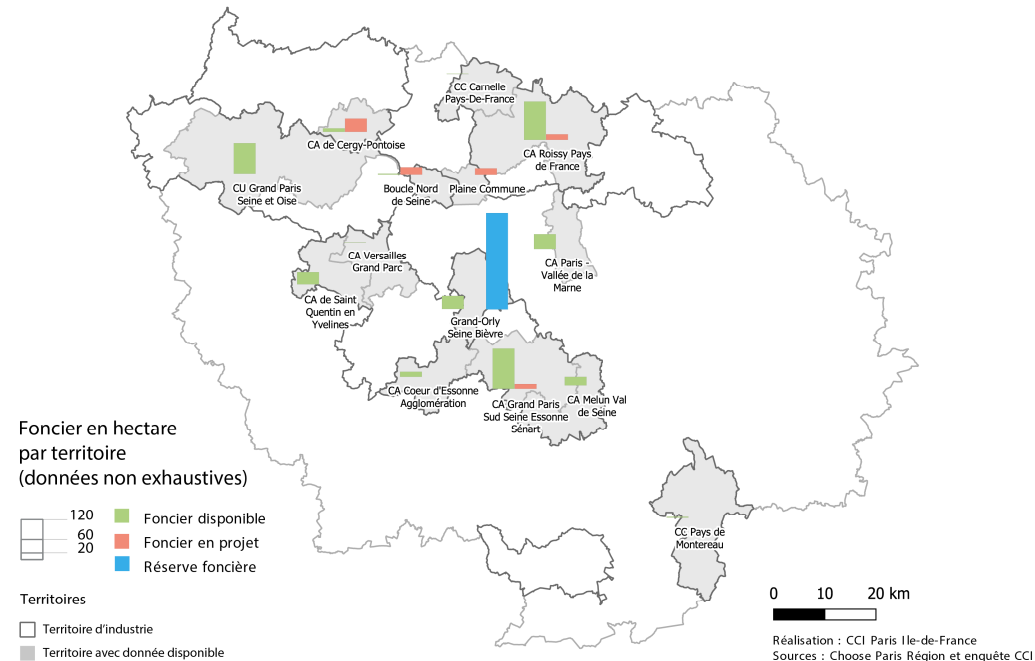 CC Carnelle
Pays-De-France
CA de Cergy-Pontoise
CA Roissy Pays
de France
CU Grand Paris
Seine et Oise
Boucle Nord
de Seine
Plaine Commune
CA Versailles
Grand Parc
CA Paris -
Vallée de la
Marne
CA de Saint
Quentin en
Yvelines
Grand-Orly
Seine Bièvre
CA Coeur d'Essonne
Agglomération
CA Grand Paris
Sud Seine Essonne
Sénart
CA Melun Val
de Seine
CC Pays de
Montereau
Foncier en hectare
par territoire
(données non exhaustives)
120
60
20
Foncier disponible
Foncier en projet
Réserve foncière
Territoires
Territoire d'industrie
Territoire avec donnée disponible
0 10 20 km
Réalisation : CCI Paris Ile-de-France
Sources : Choose Paris Région et enquête CCI